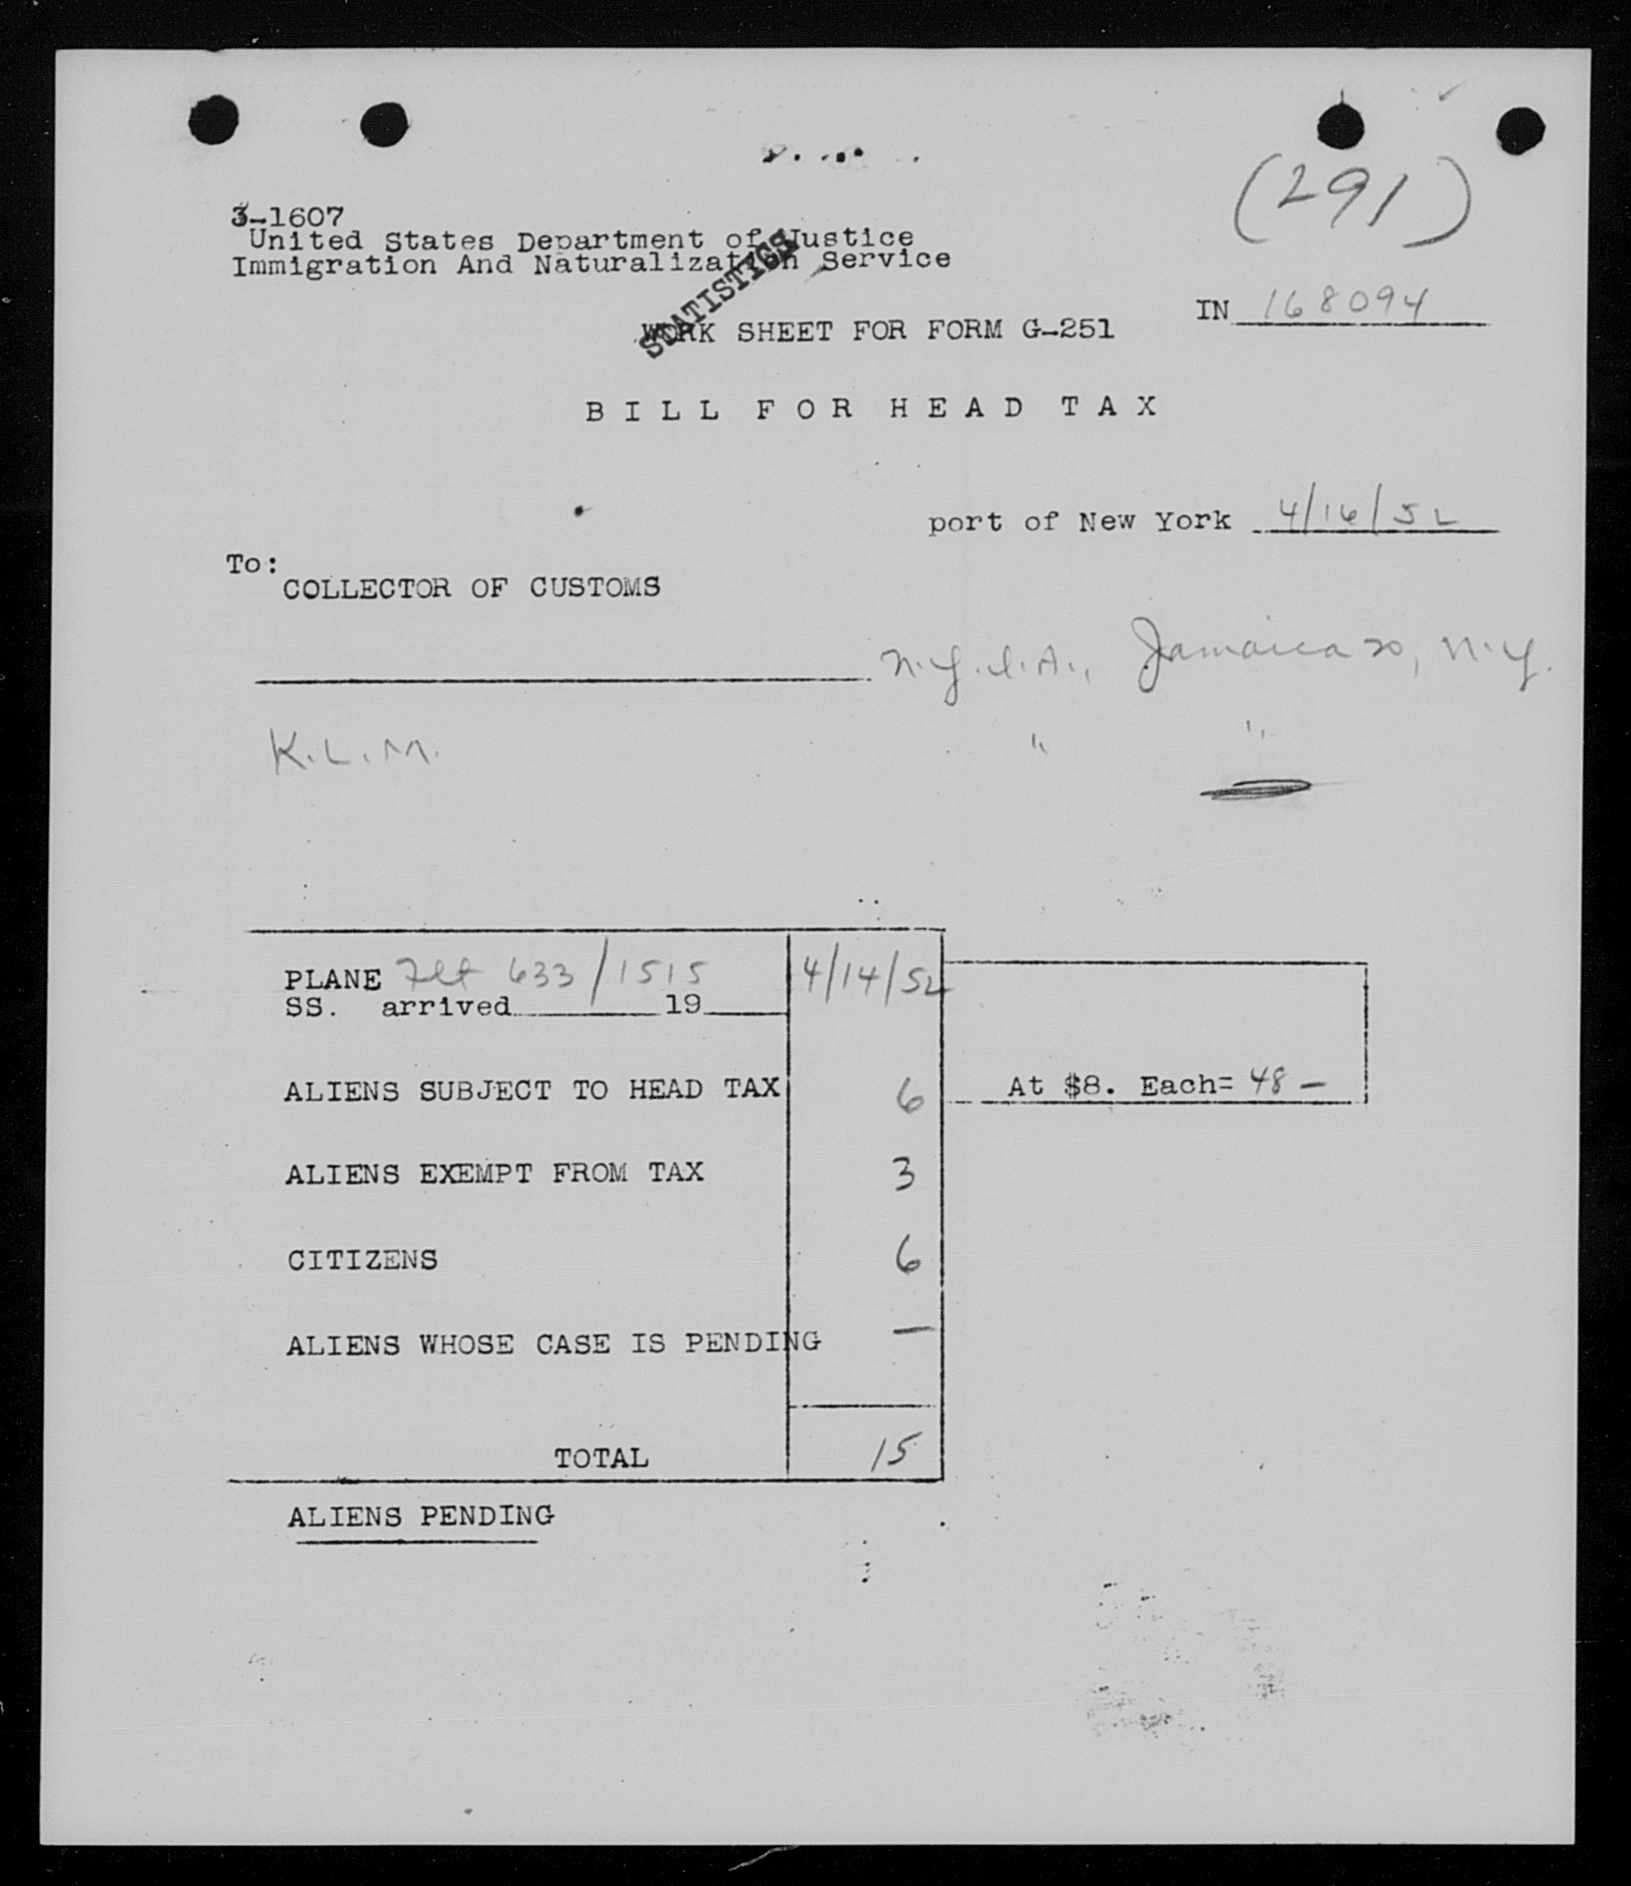 (291)
3-1607
United States Department of Justice
Immigration And Naturalization Service
STATISTICS
IN 168094
WORK SHEET FOR FORM G-251
BILL FOR HEAD TAX
port of New York 4/16/52
To:
COLLECTOR OF CUSTOMS
N.Y.I.A., Jamaica 30, N.Y.
K.L.M. " "
PLANE Flt 633/1515 4/14/52
SS. arrived 19
ALIENS SUBJECT TO HEAD TAX 6 At $8. Each= 48 —
ALIENS EXEMPT FROM TAX 3
CITIZENS 6
ALIENS WHOSE CASE IS PENDING —
TOTAL 15
ALIENS PENDING